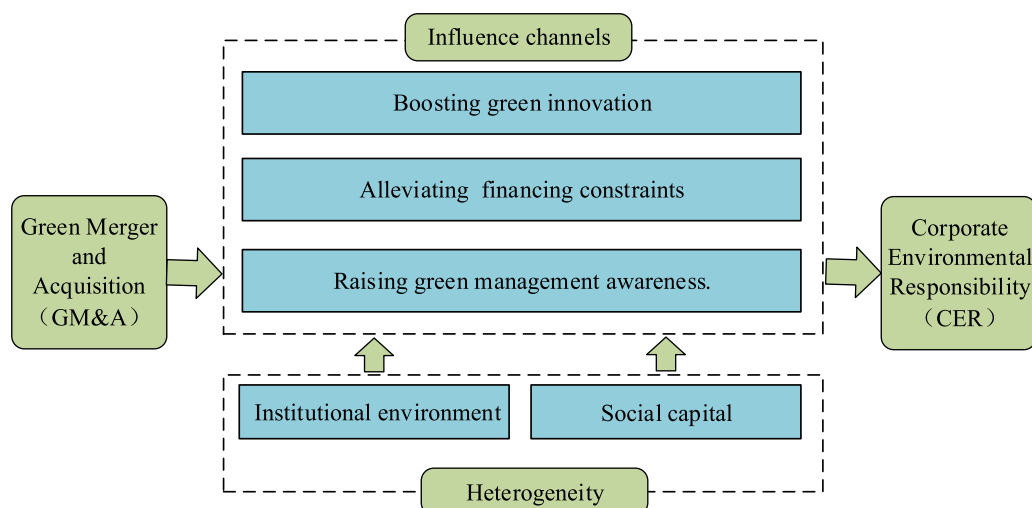 Influence channels
Boosting green innovation
Alleviating financing constraints
Raising green management awareness.
Green Merger
and
Acquisition
（GM&A）
Corporate
Environmental
Responsibility
（CER）
Institutional environment
Social capital
Heterogeneity